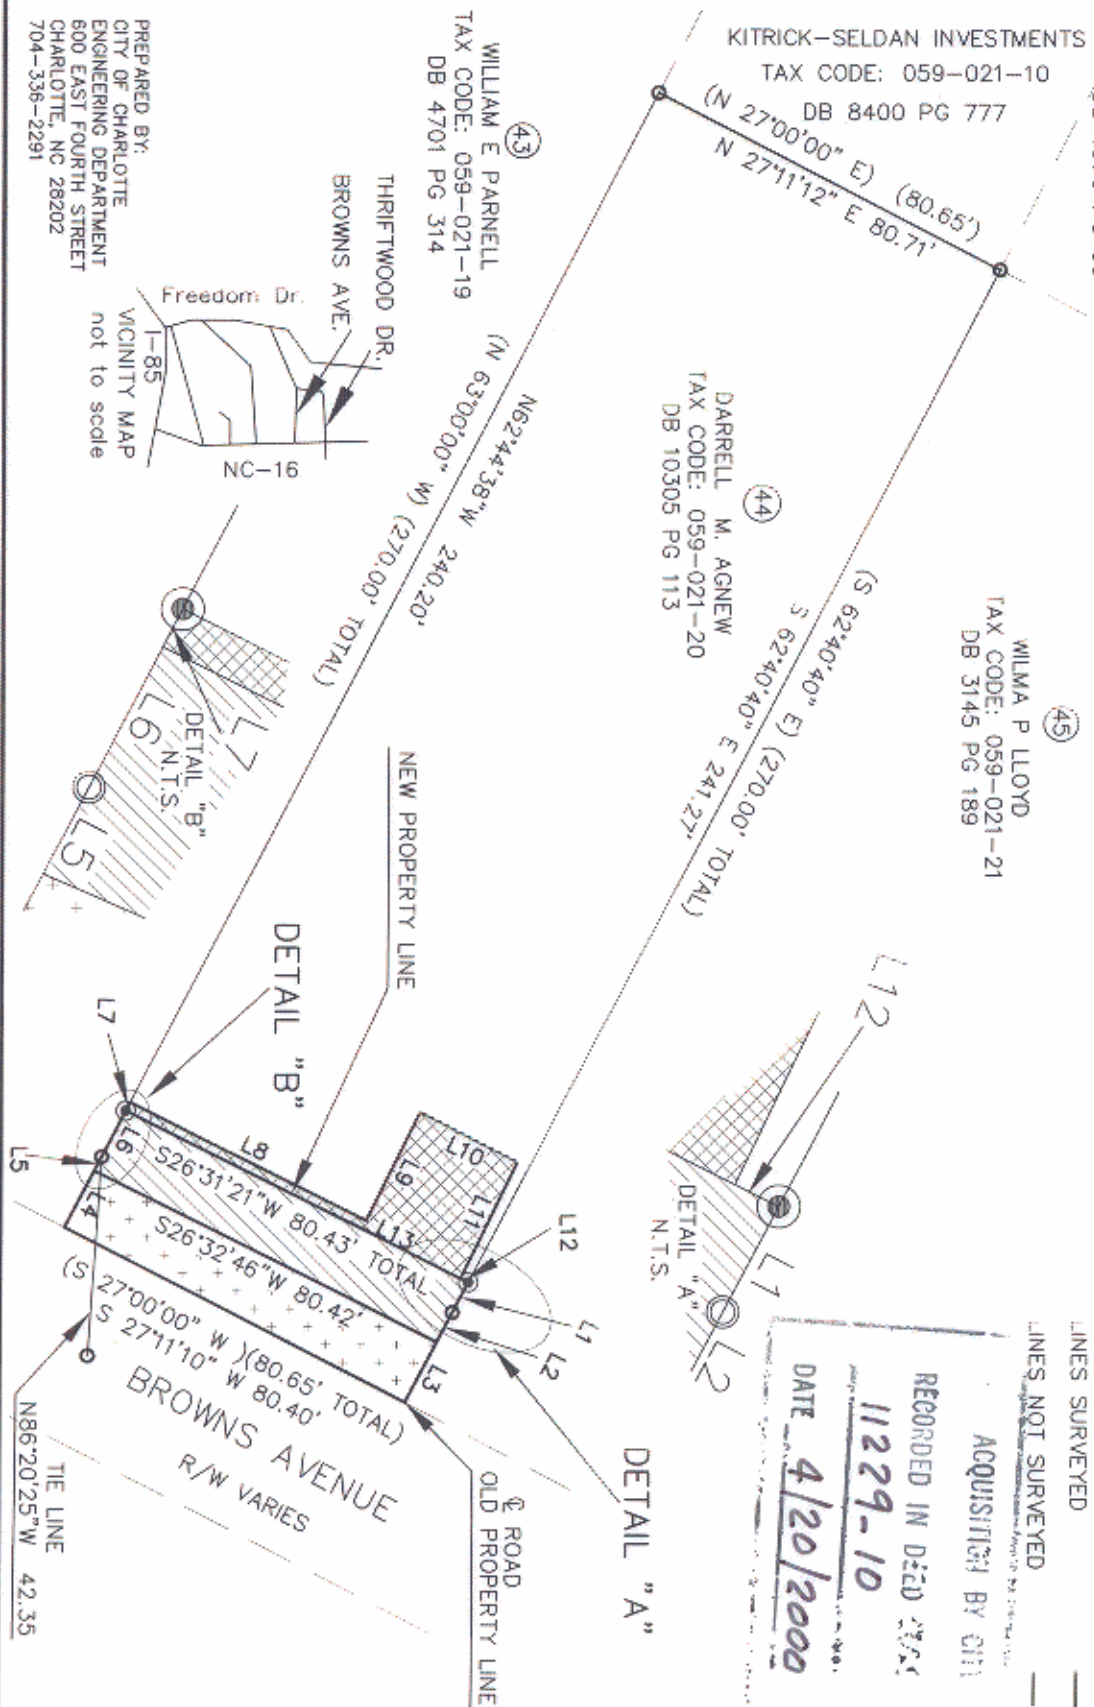 KITRICK-SELDAN INVESTMENTS
TAX CODE: 059-021-10
DB 8400 PG 777
(N 27°00'00" E) (80.65')
N 27°11'12" E 80.71'
LINES SURVEYED
LINES NOT SURVEYED
ACQUISITION BY CITY
RECORDED IN DEED
11229-10
DATE 4/20/2000
45
WILMA P LLOYD
TAX CODE: 059-021-21
DB 3145 PG 189
(S 62°40'40" E) (270.00' TOTAL)
S 62°40'40" E 241.27'
44
DARRELL M. AGNEW
TAX CODE: 059-021-20
DB 10305 PG 113
43
WILLIAM E PARNELL
TAX CODE: 059-021-19
DB 4701 PG 314
N62°44'38"W 240.20'
(N 63°00'00" W) (270.00' TOTAL)
THRIFTWOOD DR.
BROWNS AVE.
Freedom Dr.
I-85
NC-16
VICINITY MAP
not to scale
PREPARED BY:
CITY OF CHARLOTTE
ENGINEERING DEPARTMENT
600 EAST FOURTH STREET
CHARLOTTE, NC 28202
704-336-2291
L7
L6
L5
DETAIL "B"
N.T.S.
L12
L1
L2
DETAIL "A"
N.T.S.
NEW PROPERTY LINE
DETAIL "B"
DETAIL "A"
L7
L5
L6
L4
L8
L9
L10
L11
L13
L12
L1
L2
L3
S26°31'21"W 80.43' TOTAL
S26°32'46"W 80.42'
(S 27°00'00" W )(80.65' TOTAL)
S 27°11'10" W 80.40'
BROWNS AVENUE
R/W VARIES
℄ ROAD
OLD PROPERTY LINE
TIE LINE
N86°20'25"W 42.35